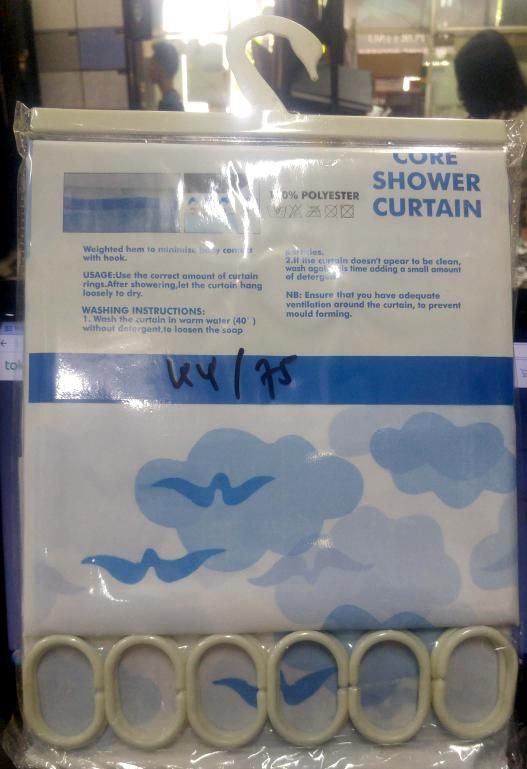 CORE
SHOWER
CURTAIN
100% POLYESTER
Weighted hem to minimise body contact
with hook.
USAGE:Use the correct amount of curtain
rings.After showering,let the curtain hang
loosely to dry.
WASHING INSTRUCTIONS:
1. Wash the curtain in warm water (40°)
without detergent,to loosen the soap
particles.
2.If the curtain doesn't apear to be clean,
wash again this time adding a small amount
of detergent.
NB: Ensure that you have adequate
ventilation around the curtain, to prevent
mould forming.
KY/75